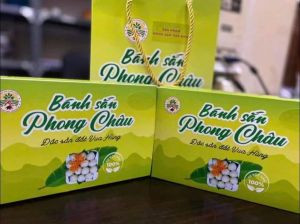 Bánh sắn
Phong Châu
Bánh sắn
Phong Châu
Đặc sản đất Vua Hùng
100%
Bánh sắn
Phong Châu
Đặc sản đất Vua Hùng
100%